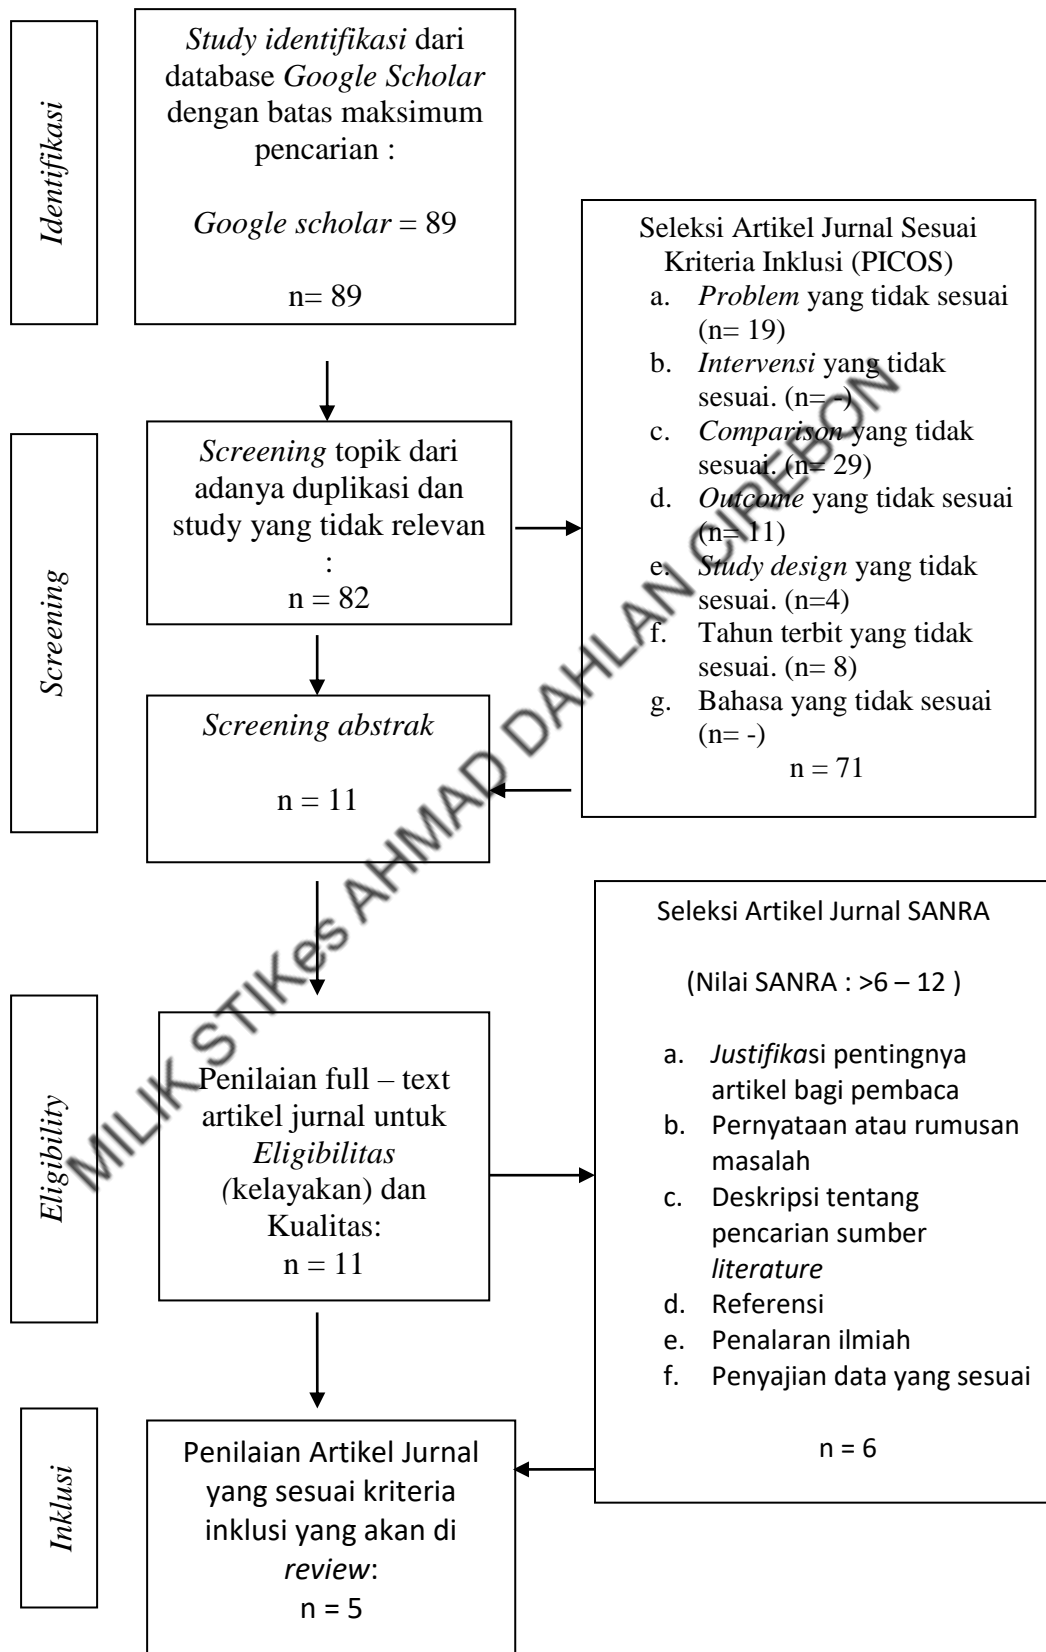 Identifikasi
Study identifikasi dari
database Google Scholar
dengan batas maksimum
pencarian :
Google scholar = 89
n= 89
Seleksi Artikel Jurnal Sesuai
Kriteria Inklusi (PICOS)
a. Problem yang tidak sesuai
(n= 19)
b. Intervensi yang tidak
sesuai. (n= -)
c. Comparison yang tidak
sesuai. (n= 29)
d. Outcome yang tidak sesuai
(n= 11)
e. Study design yang tidak
sesuai. (n=4)
f. Tahun terbit yang tidak
sesuai. (n= 8)
g. Bahasa yang tidak sesuai
(n= -)
n = 71
Screening
Screening topik dari
adanya duplikasi dan
study yang tidak relevan
:
n = 82
Screening abstrak
n = 11
Eligibility
Penilaian full – text
artikel jurnal untuk
Eligibilitas
(kelayakan) dan
Kualitas:
n = 11
Seleksi Artikel Jurnal SANRA
(Nilai SANRA : >6 – 12 )
a. Justifikasi pentingnya
artikel bagi pembaca
b. Pernyataan atau rumusan
masalah
c. Deskripsi tentang
pencarian sumber
literature
d. Referensi
e. Penalaran ilmiah
f. Penyajian data yang sesuai
n = 6
Inklusi
Penilaian Artikel Jurnal
yang sesuai kriteria
inklusi yang akan di
review:
n = 5
MILIK STIKes AHMAD DAHLAN CIREBON